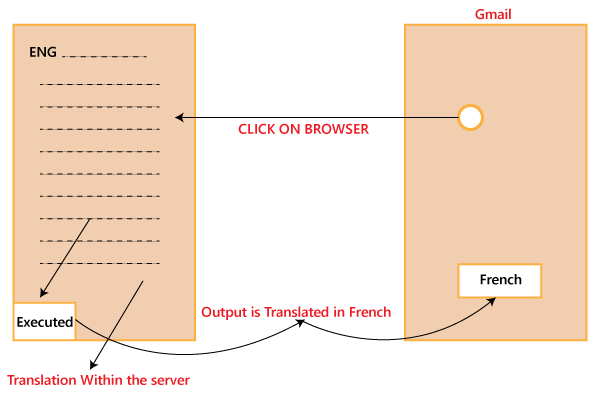 Gmail
ENG
CLICK ON BROWSER
French
Output is Translated in French
Executed
Translation Within the server